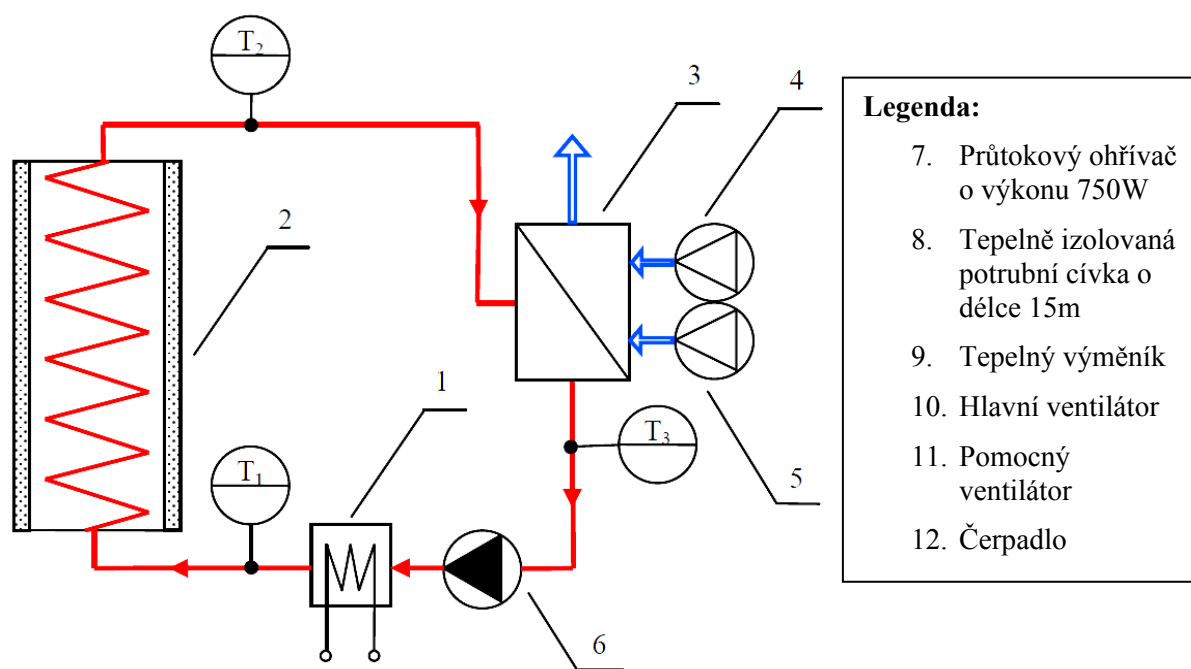 T2
3
4
2
1
T1
T3
5
6
Legenda:
7. Průtokový ohřívač
o výkonu 750W
8. Tepelně izolovaná
potrubní cívka o
délce 15m
9. Tepelný výměník
10. Hlavní ventilátor
11. Pomocný
ventilátor
12. Čerpadlo